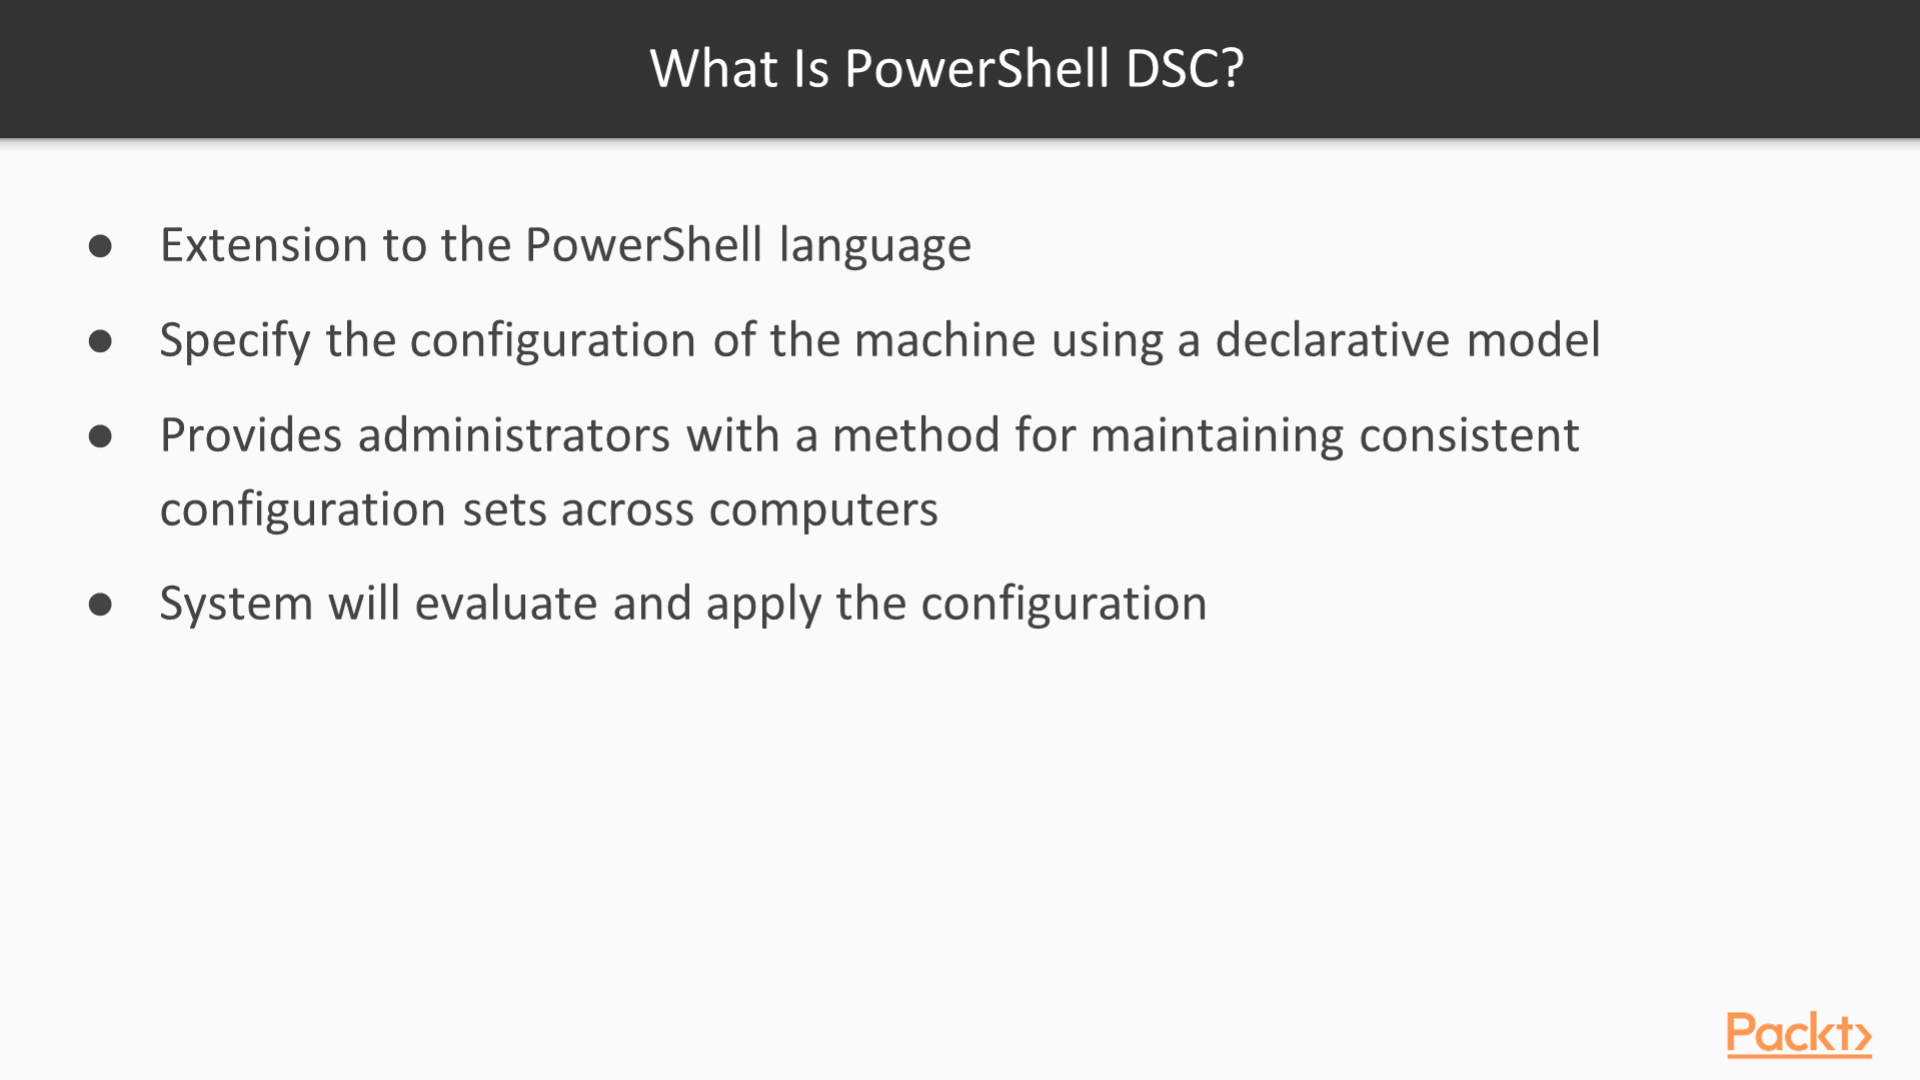 What Is PowerShell DSC?
● Extension to the PowerShell language
● Specify the configuration of the machine using a declarative model
● Provides administrators with a method for maintaining consistent
configuration sets across computers
● System will evaluate and apply the configuration
Packt>